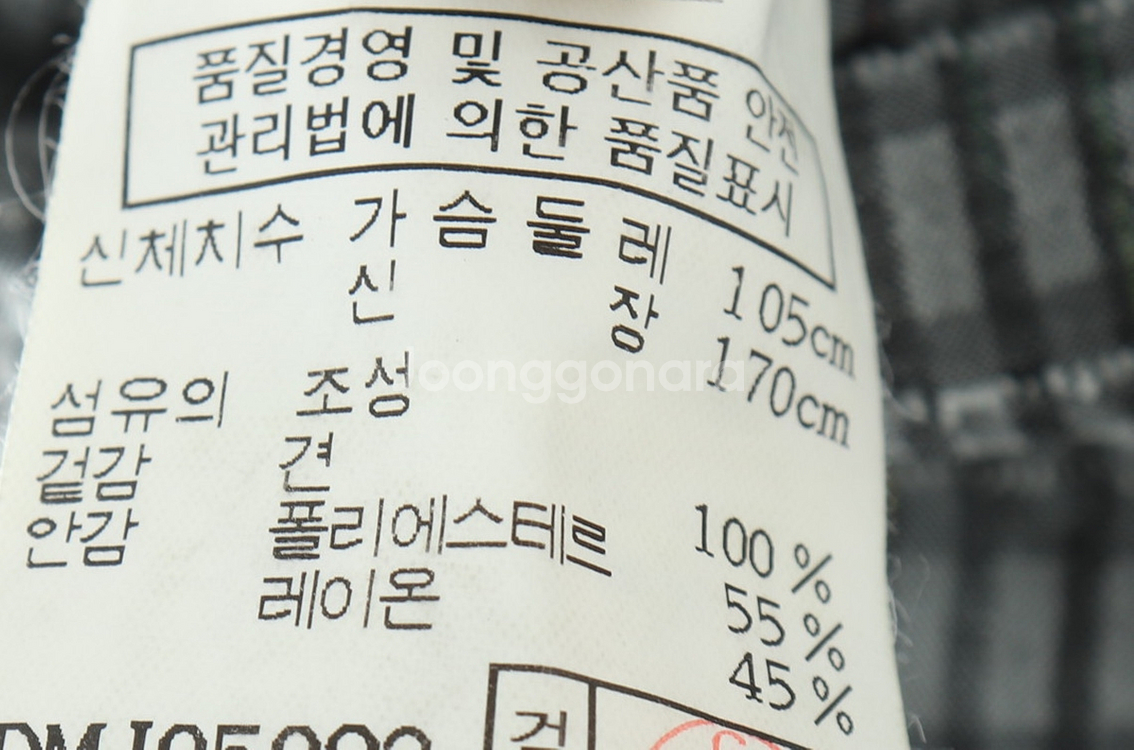 품질경영 및 공산품 안전
관리법에 의한 품질표시
신체치수 가슴둘레 105cm
신장 170cm
섬유의 조성
겉감 견 100 %
안감 폴리에스테르 55 %
레이온 45 %
검
joonggonara